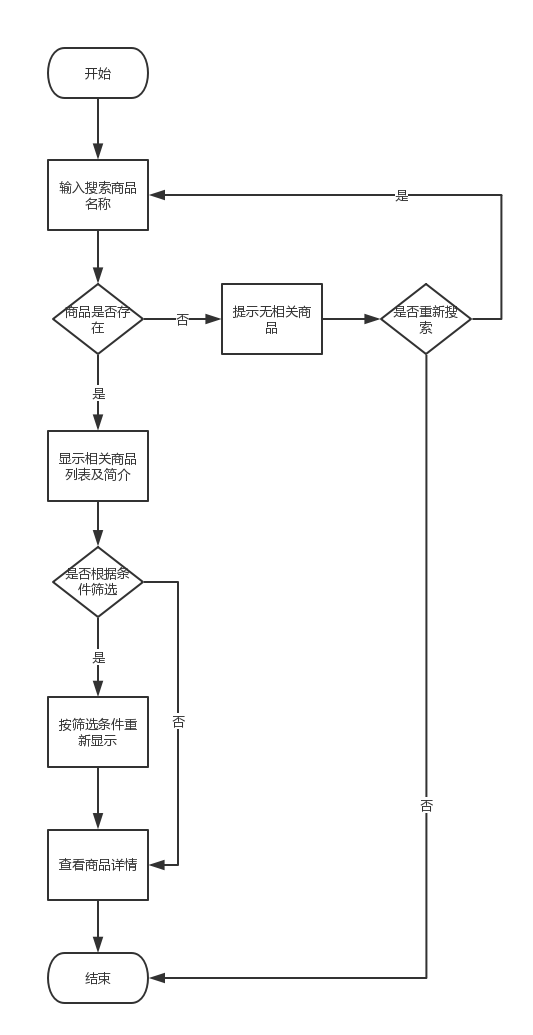 开始
输入搜索商品
名称
是
商品是否存
在
否
提示无相关商
品
是否重新搜
索
是
显示相关商品
列表及简介
是否根据条
件筛选
是
按筛选条件重
新显示
否
否
查看商品详情
结束